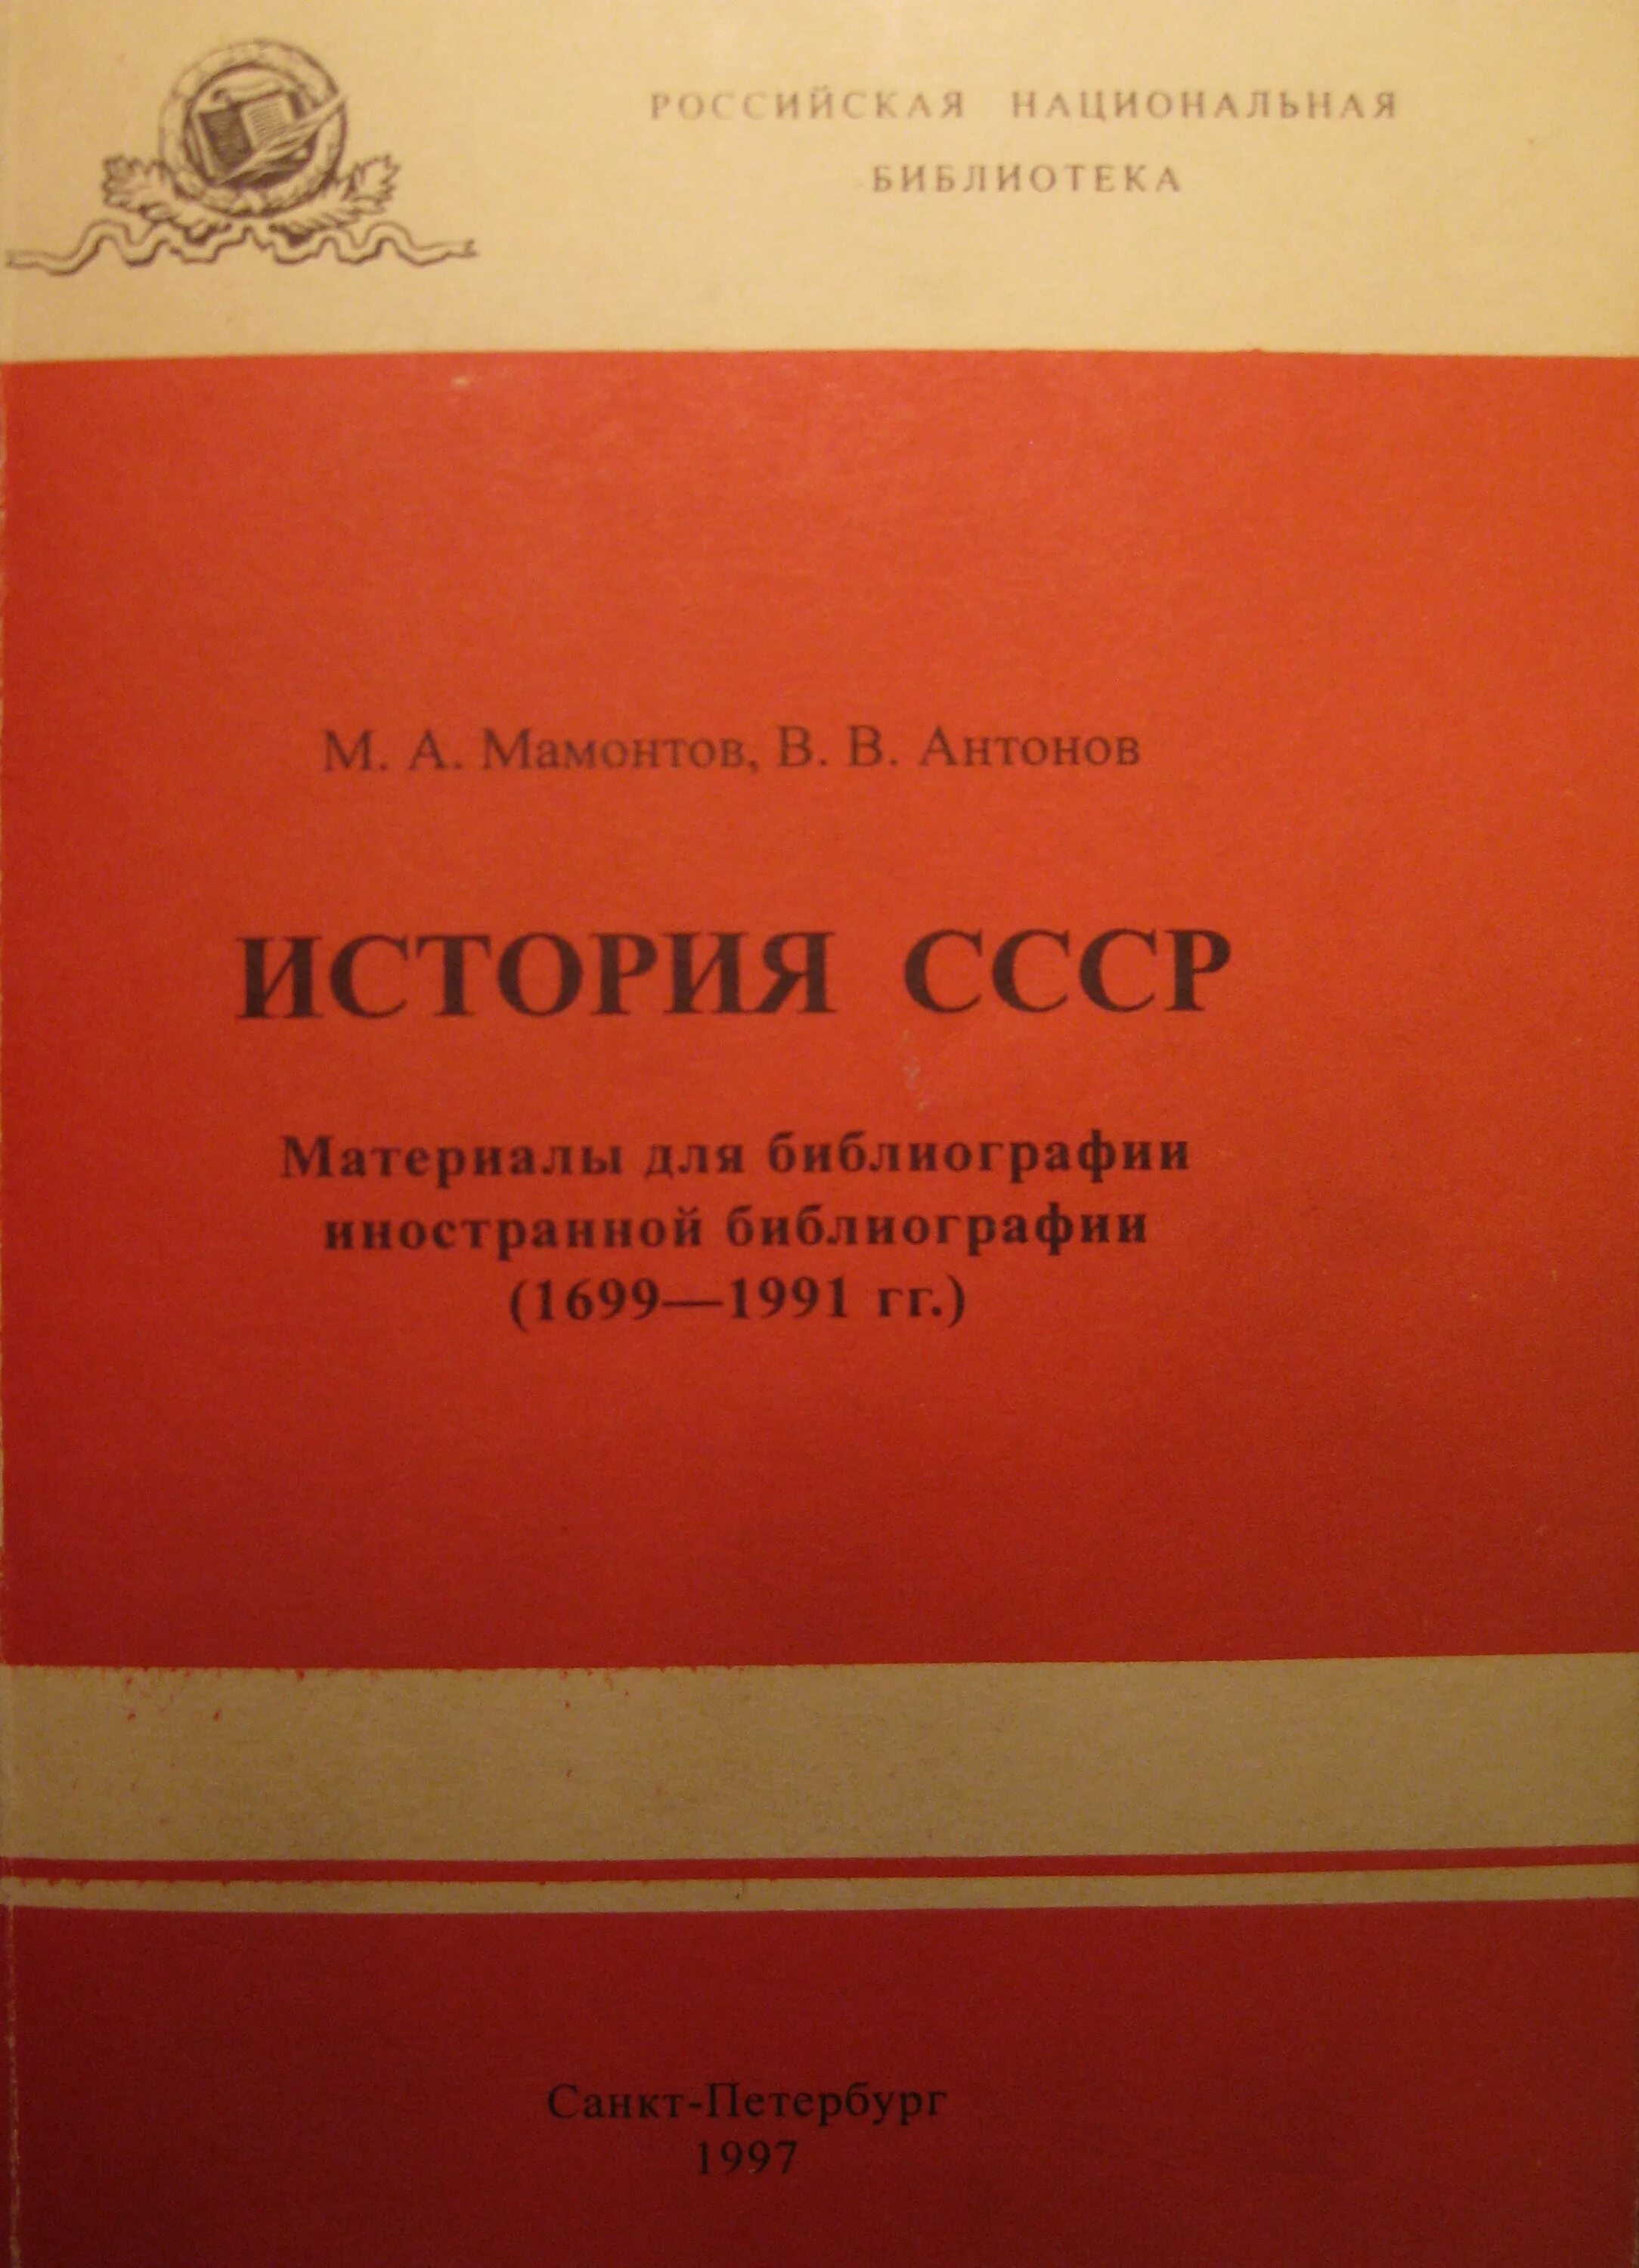 РОССИЙСКАЯ НАЦИОНАЛЬНАЯ
БИБЛИОТЕКА
М. А. Мамонтов, В. В. Антонов
ИСТОРИЯ СССР
Материалы для библиографии
иностранной библиографии
(1699—1991 гг.)
Санкт-Петербург
1997